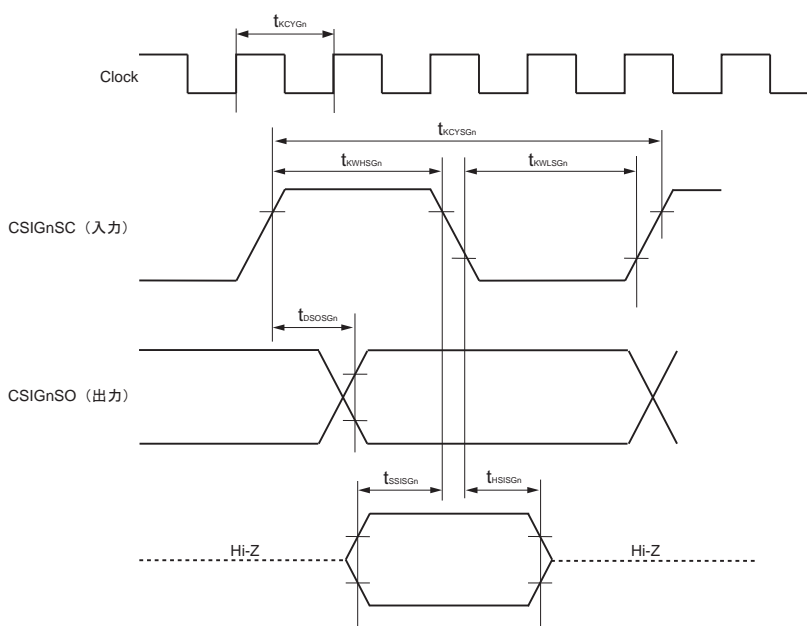 tKCYGn
Clock
tKCYSGn
tKWHSGn
tKWLSGn
CSIGnSC（入力）
tDSOSGn
CSIGnSO（出力）
tSSISGn
tHSISGn
Hi-Z
Hi-Z